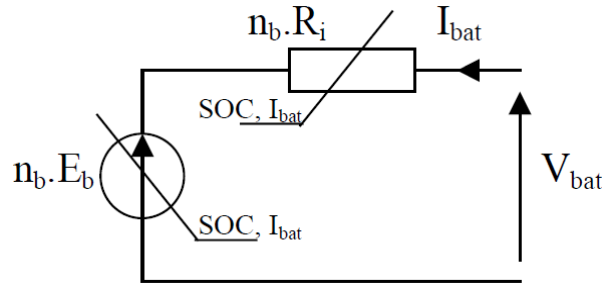 n_b.R_i
I_bat
SOC, I_bat
n_b.E_b
V_bat
SOC, I_bat